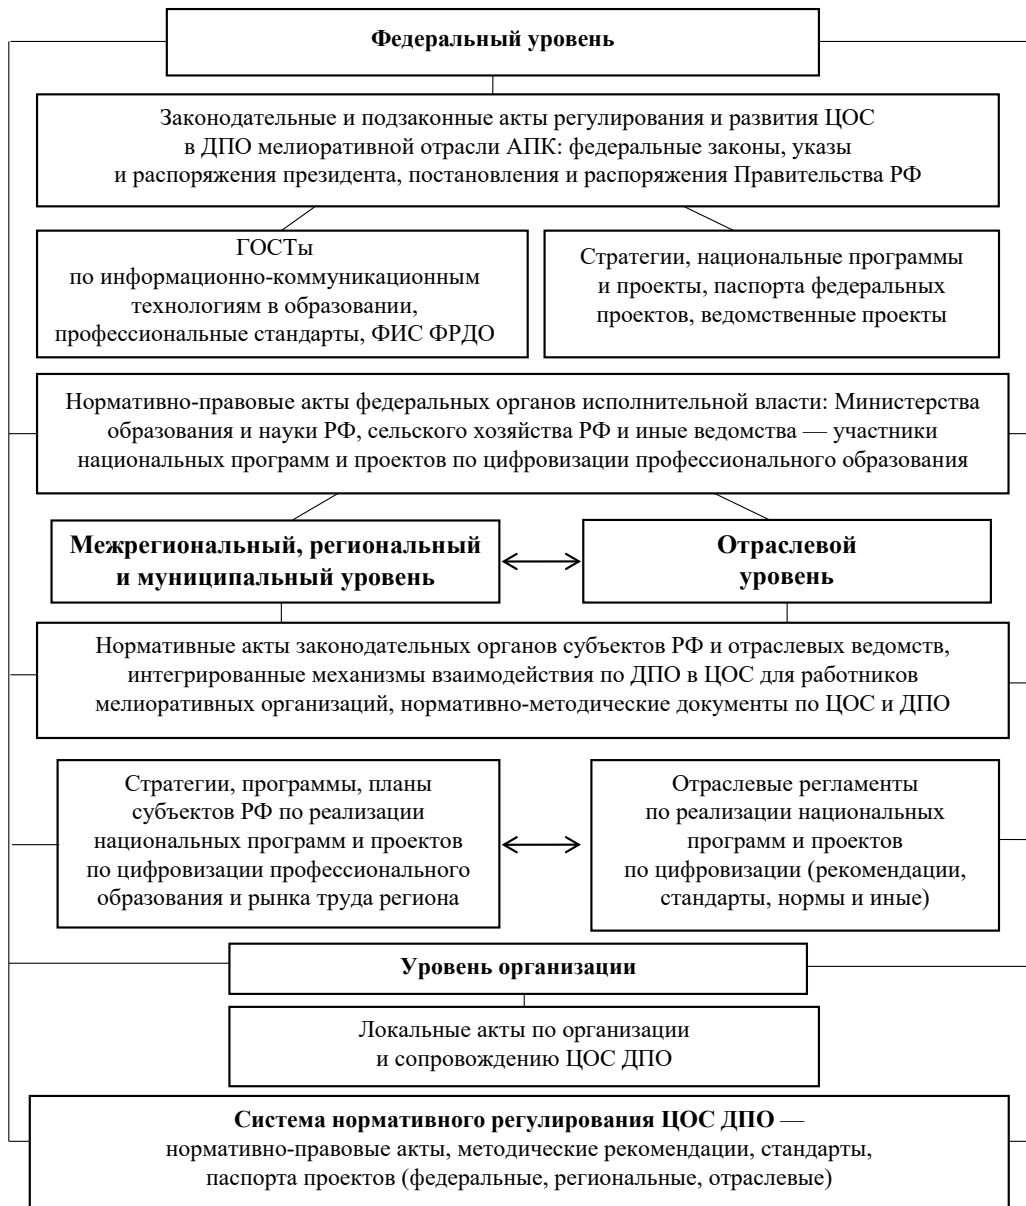 Федеральный уровень
Законодательные и подзаконные акты регулирования и развития ЦОС
в ДПО мелиоративной отрасли АПК: федеральные законы, указы
и распоряжения президента, постановления и распоряжения Правительства РФ
ГОСТы
по информационно-коммуникационным
технологиям в образовании,
профессиональные стандарты, ФИС ФРДО
Стратегии, национальные программы
и проекты, паспорта федеральных
проектов, ведомственные проекты
Нормативно-правовые акты федеральных органов исполнительной власти: Министерства
образования и науки РФ, сельского хозяйства РФ и иные ведомства — участники
национальных программ и проектов по цифровизации профессионального образования
Межрегиональный, региональный
и муниципальный уровень
Отраслевой
уровень
Нормативные акты законодательных органов субъектов РФ и отраслевых ведомств,
интегрированные механизмы взаимодействия по ДПО в ЦОС для работников
мелиоративных организаций, нормативно-методические документы по ЦОС и ДПО
Стратегии, программы, планы
субъектов РФ по реализации
национальных программ и проектов
по цифровизации профессионального
образования и рынка труда региона
Отраслевые регламенты
по реализации национальных
программ и проектов
по цифровизации (рекомендации,
стандарты, нормы и иные)
Уровень организации
Локальные акты по организации
и сопровождению ЦОС ДПО
Система нормативного регулирования ЦОС ДПО —
нормативно-правовые акты, методические рекомендации, стандарты,
паспорта проектов (федеральные, региональные, отраслевые)